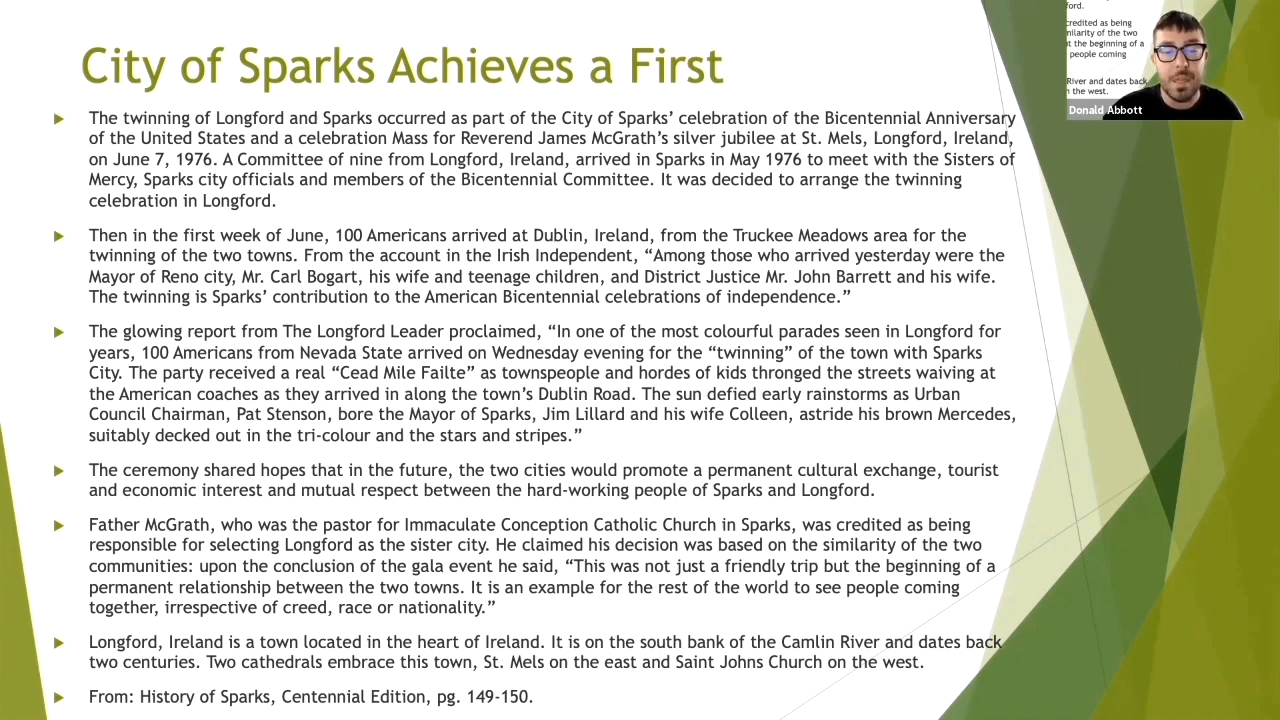 City of Sparks Achieves a First
The twinning of Longford and Sparks occurred as part of the City of Sparks’ celebration of the Bicentennial Anniversary
of the United States and a celebration Mass for Reverend James McGrath’s silver jubilee at St. Mels, Longford, Ireland,
on June 7, 1976. A Committee of nine from Longford, Ireland, arrived in Sparks in May 1976 to meet with the Sisters of
Mercy, Sparks city officials and members of the Bicentennial Committee. It was decided to arrange the twinning
celebration in Longford.
Then in the first week of June, 100 Americans arrived at Dublin, Ireland, from the Truckee Meadows area for the
twinning of the two towns. From the account in the Irish Independent, “Among those who arrived yesterday were the
Mayor of Reno city, Mr. Carl Bogart, his wife and teenage children, and District Justice Mr. John Barrett and his wife.
The twinning is Sparks’ contribution to the American Bicentennial celebrations of independence.”
The glowing report from The Longford Leader proclaimed, “In one of the most colourful parades seen in Longford for
years, 100 Americans from Nevada State arrived on Wednesday evening for the “twinning” of the town with Sparks
City. The party received a real “Cead Mile Failte” as townspeople and hordes of kids thronged the streets waiving at
the American coaches as they arrived in along the town’s Dublin Road. The sun defied early rainstorms as Urban
Council Chairman, Pat Stenson, bore the Mayor of Sparks, Jim Lillard and his wife Colleen, astride his brown Mercedes,
suitably decked out in the tri-colour and the stars and stripes.”
The ceremony shared hopes that in the future, the two cities would promote a permanent cultural exchange, tourist
and economic interest and mutual respect between the hard-working people of Sparks and Longford.
Father McGrath, who was the pastor for Immaculate Conception Catholic Church in Sparks, was credited as being
responsible for selecting Longford as the sister city. He claimed his decision was based on the similarity of the two
communities: upon the conclusion of the gala event he said, “This was not just a friendly trip but the beginning of a
permanent relationship between the two towns. It is an example for the rest of the world to see people coming
together, irrespective of creed, race or nationality.”
Longford, Ireland is a town located in the heart of Ireland. It is on the south bank of the Camlin River and dates back
two centuries. Two cathedrals embrace this town, St. Mels on the east and Saint Johns Church on the west.
From: History of Sparks, Centennial Edition, pg. 149-150.
ford.
credited as being
milarity of the two
t the beginning of a
people coming
River and dates back
the west.
Donald Abbott